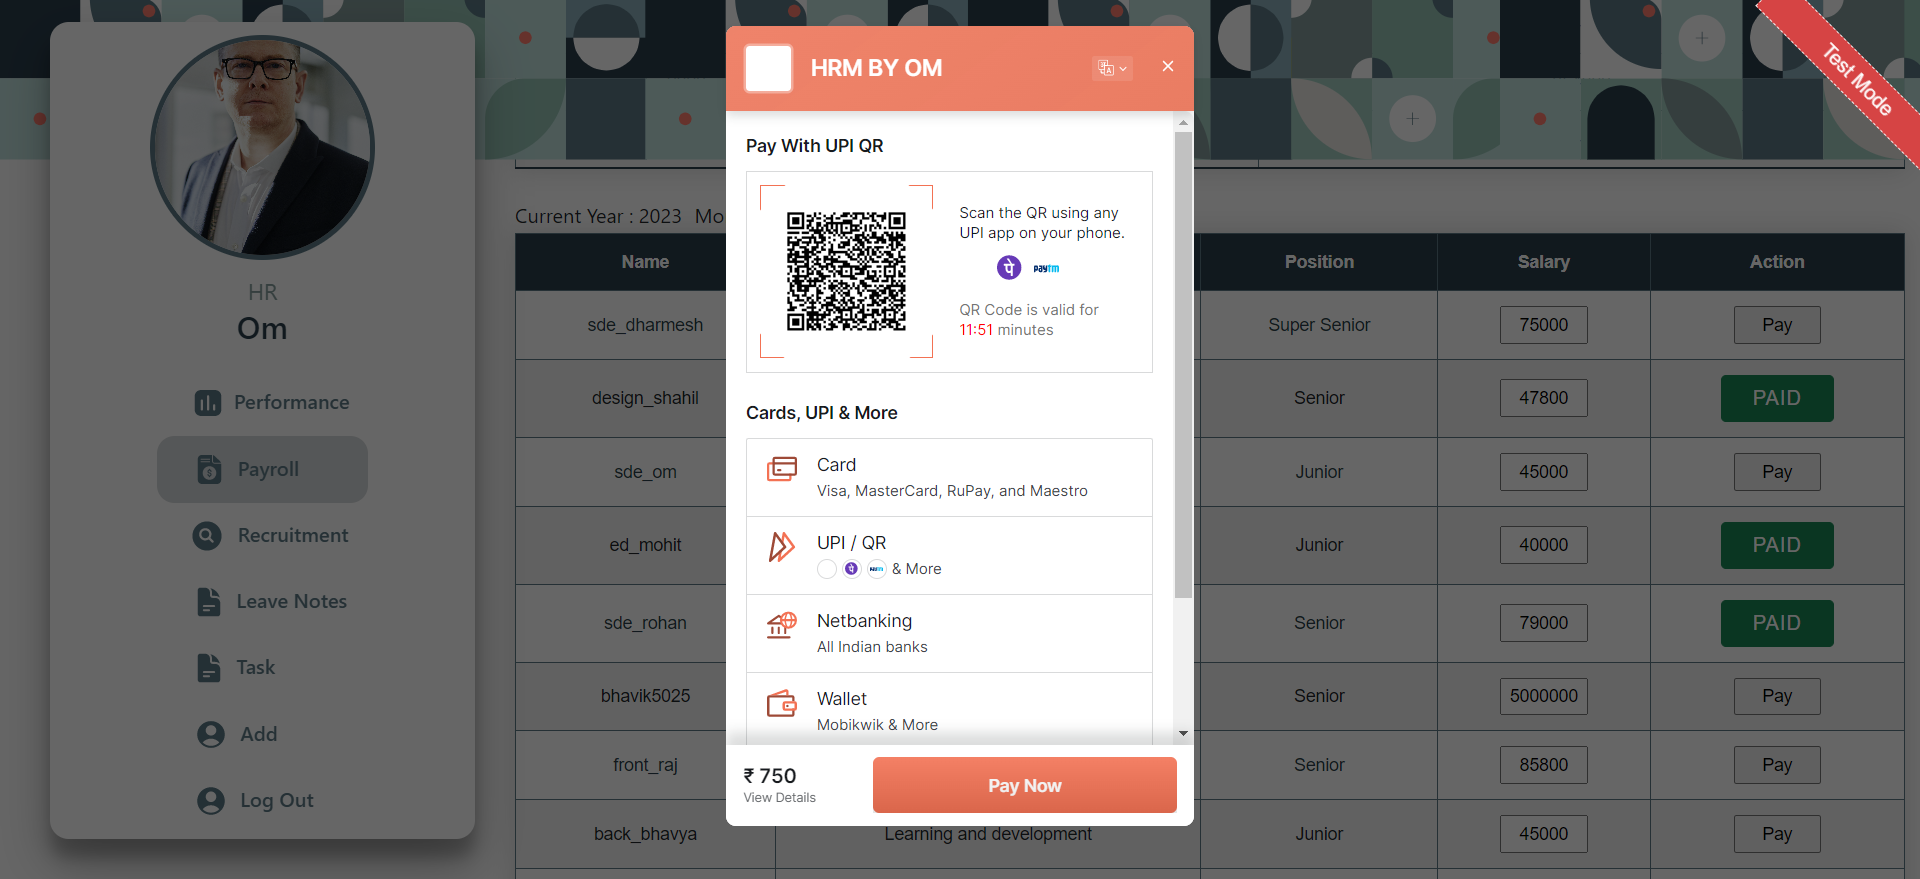 HR
Om
Performance
Payroll
Recruitment
Leave Notes
Task
Add
Log Out
Test Mode
Current Year : 2023 Mo
Name Position Salary Action
sde_dharmesh Super Senior 75000 Pay
design_shahil Senior 47800 PAID
sde_om Junior 45000 Pay
ed_mohit Junior 40000 PAID
sde_rohan Senior 79000 PAID
bhavik5025 Senior 5000000 Pay
front_raj Senior 85800 Pay
back_bhavya Learning and development Junior 45000 Pay
HRM BY OM
Pay With UPI QR
Scan the QR using any
UPI app on your phone.
paytm
QR Code is valid for
11:51 minutes
Cards, UPI & More
Card
Visa, MasterCard, RuPay, and Maestro
UPI / QR
paytm & More
Netbanking
All Indian banks
Wallet
Mobikwik & More
₹ 750
View Details
Pay Now